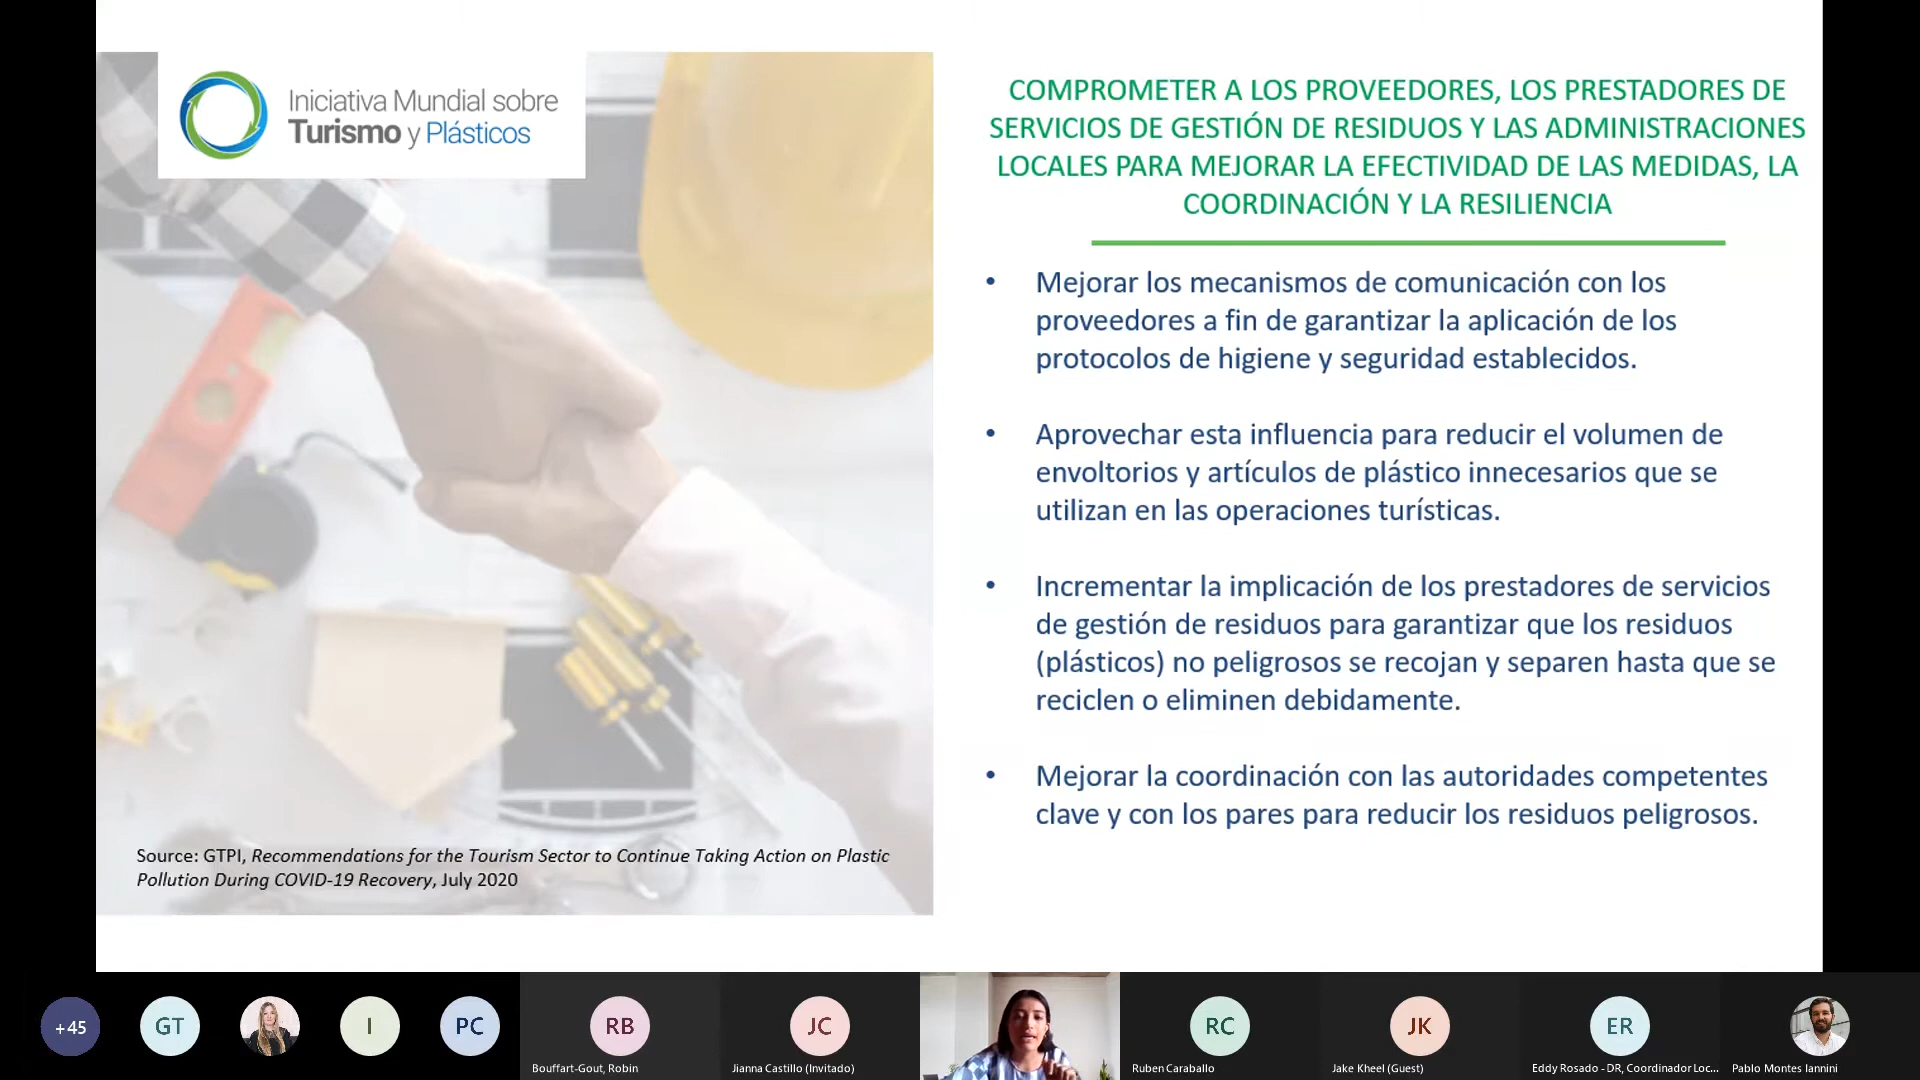 Iniciativa Mundial sobre
Turismo y Plásticos
COMPROMETER A LOS PROVEEDORES, LOS PRESTADORES DE
SERVICIOS DE GESTIÓN DE RESIDUOS Y LAS ADMINISTRACIONES
LOCALES PARA MEJORAR LA EFECTIVIDAD DE LAS MEDIDAS, LA
COORDINACIÓN Y LA RESILIENCIA
• Mejorar los mecanismos de comunicación con los
proveedores a fin de garantizar la aplicación de los
protocolos de higiene y seguridad establecidos.
• Aprovechar esta influencia para reducir el volumen de
envoltorios y artículos de plástico innecesarios que se
utilizan en las operaciones turísticas.
• Incrementar la implicación de los prestadores de servicios
de gestión de residuos para garantizar que los residuos
(plásticos) no peligrosos se recojan y separen hasta que se
reciclen o eliminen debidamente.
• Mejorar la coordinación con las autoridades competentes
clave y con los pares para reducir los residuos peligrosos.
Source: GTPI, Recommendations for the Tourism Sector to Continue Taking Action on Plastic
Pollution During COVID-19 Recovery, July 2020
+45
GT
I
PC
RB
JC
RC
JK
ER
Bouffart-Gout, Robin
Jianna Castillo (Invitado)
Ruben Caraballo
Jake Kheel (Guest)
Eddy Rosado - DR, Coordinador Loc...
Pablo Montes Iannini